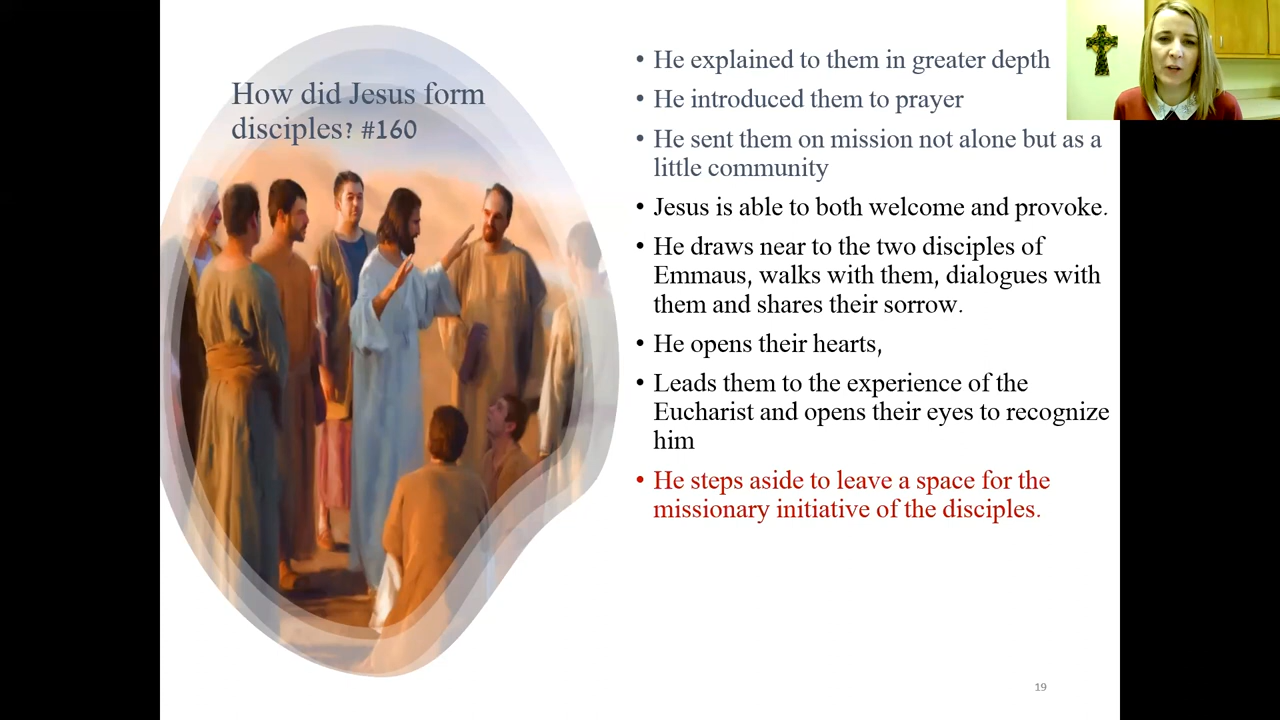 How did Jesus form
disciples? #160
• He explained to them in greater depth
• He introduced them to prayer
• He sent them on mission not alone but as a
little community
• Jesus is able to both welcome and provoke.
• He draws near to the two disciples of
Emmaus, walks with them, dialogues with
them and shares their sorrow.
• He opens their hearts,
• Leads them to the experience of the
Eucharist and opens their eyes to recognize
him
• He steps aside to leave a space for the
missionary initiative of the disciples.
19